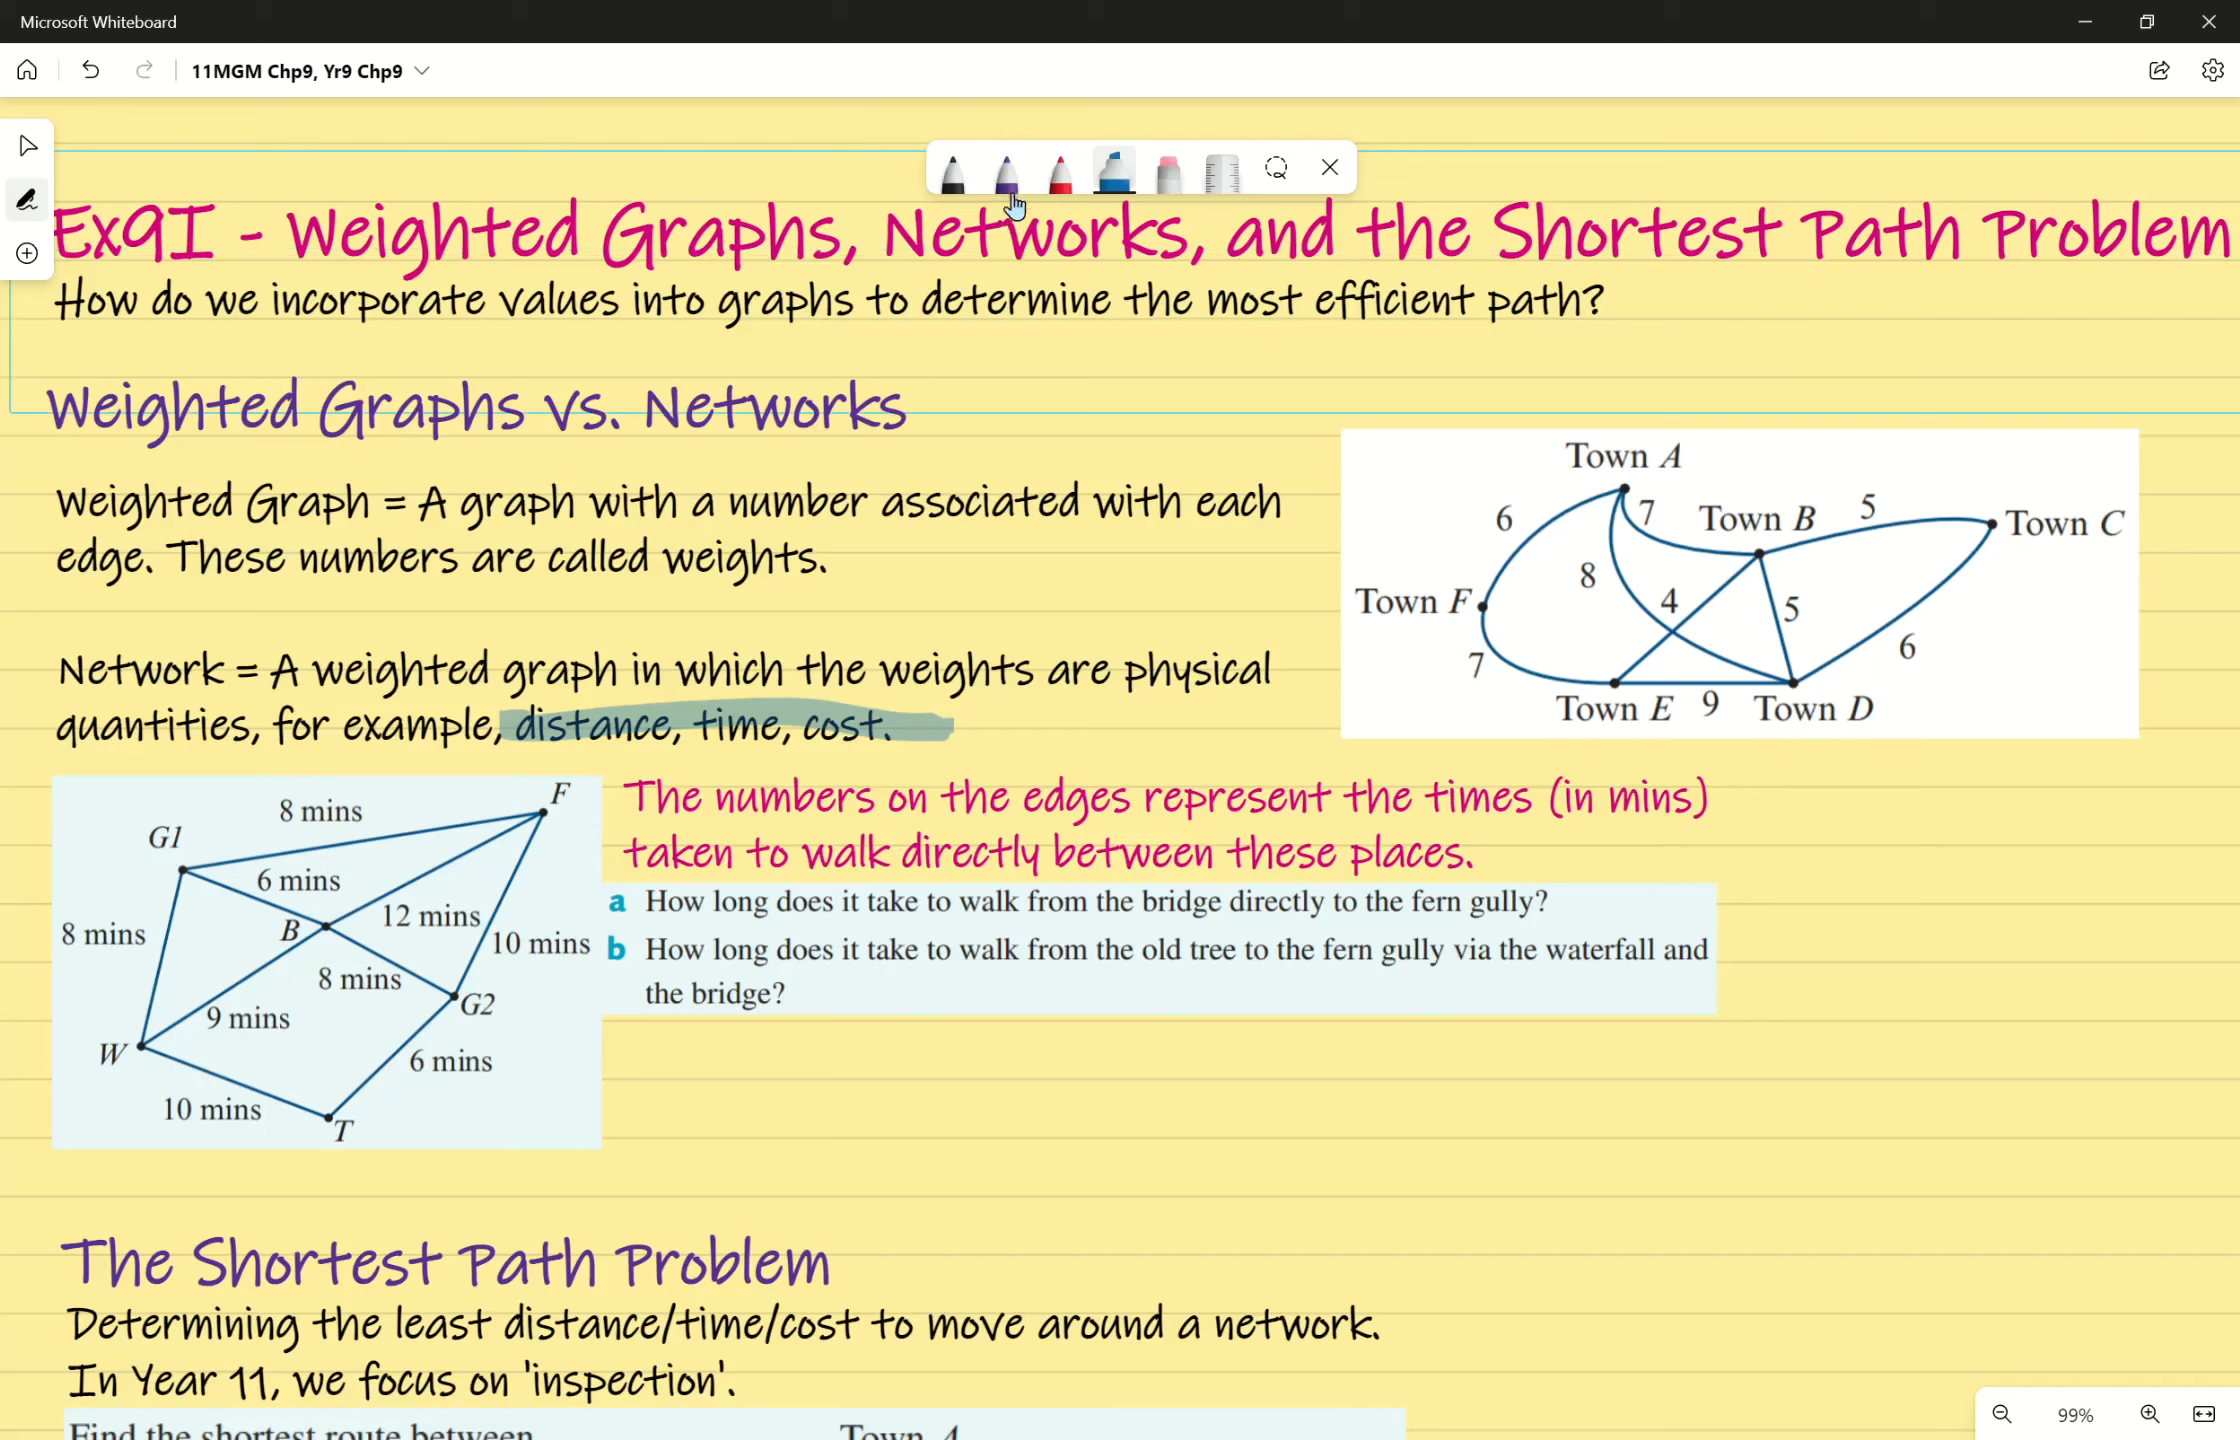 Microsoft Whiteboard
11MGM Chp9, Yr9 Chp9
Ex9I - Weighted Graphs, Networks, and the Shortest Path Problem
How do we incorporate values into graphs to determine the most efficient path?
Weighted Graphs vs. Networks
Weighted Graph = A graph with a number associated with each
edge. These numbers are called weights.
Network = A weighted graph in which the weights are physical
quantities, for example, distance, time, cost.
Town A
6
7
Town B
5
Town C
8
Town F
4
5
7
6
Town E
9
Town D
F
8 mins
G1
6 mins
12 mins
B
8 mins
10 mins
8 mins
G2
9 mins
W
6 mins
10 mins
T
The numbers on the edges represent the times (in mins)
taken to walk directly between these places.
a How long does it take to walk from the bridge directly to the fern gully?
b How long does it take to walk from the old tree to the fern gully via the waterfall and
the bridge?
The Shortest Path Problem
Determining the least distance/time/cost to move around a network.
In Year 11, we focus on 'inspection'.
Find the shortest route between
Town A
99%